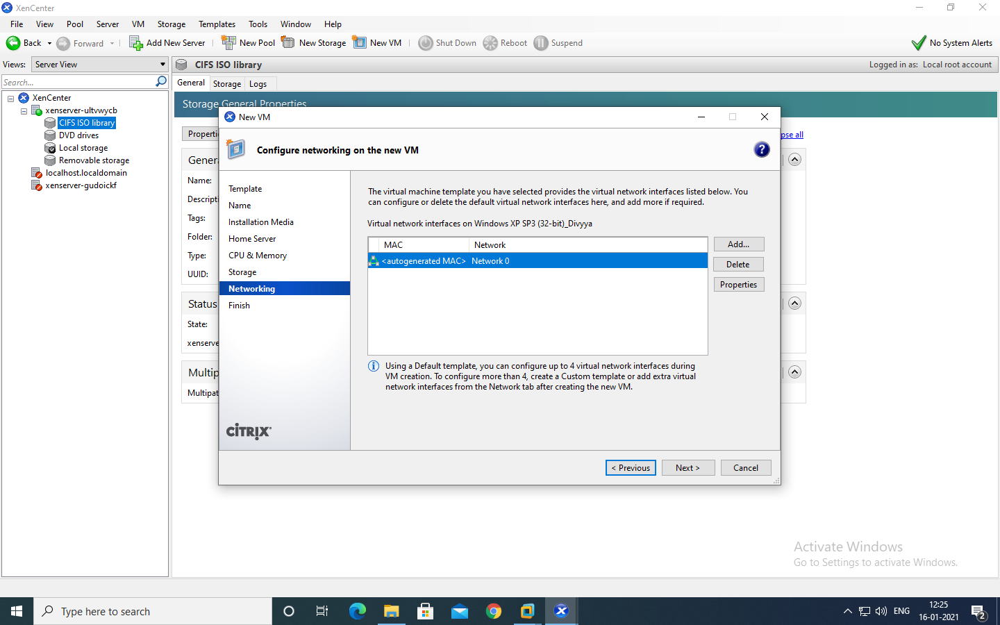 XenCenter
File View Pool Server VM Storage Templates Tools Window Help
Back Forward Add New Server New Pool New Storage New VM Shut Down Reboot Suspend No System Alerts
Views: Server View
CIFS ISO library
Logged in as: Local root account
Search...
General Storage Logs
XenCenter
xenserver-ultvwycb
CIFS ISO library
DVD drives
Local storage
Removable storage
localhost.localdomain
xenserver-gudoickf
Storage General Properties
Name:
Tags:
Folder:
Type:
UUID:
Status
State:
New VM
Configure networking on the new VM
?
Template
Name
Installation Media
Home Server
CPU & Memory
Storage
Networking
Finish
CITRIX
The virtual machine template you have selected provides the virtual network interfaces listed below. You
can configure or delete the default virtual network interfaces here, and add more if required.
Virtual network interfaces on Windows XP SP3 (32-bit)_Divyya
MAC Network
<autogenerated MAC> Network 0
Add...
Delete
Properties
Using a Default template, you can configure up to 4 virtual network interfaces during
VM creation. To configure more than 4, create a Custom template or add extra virtual
network interfaces from the Network tab after creating the new VM.
< Previous Next > Cancel
Activate Windows
Go to Settings to activate Windows.
Type here to search
ENG
12:25
16-01-2021
2